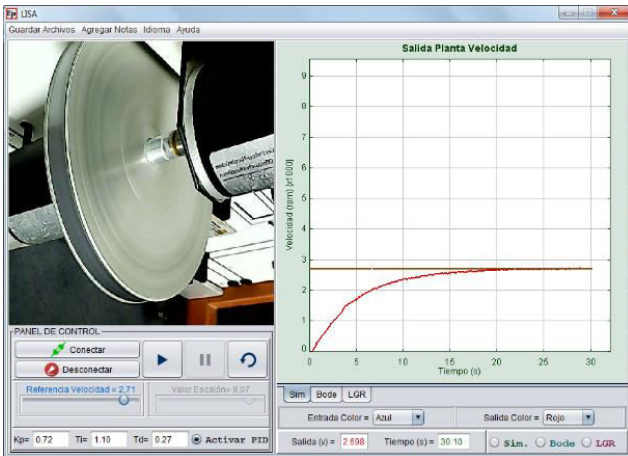 LISA
Guardar Archivos Agregar Notas Idioma Ayuda
Salida Planta Velocidad
Velocidad (rpm) [x1000]
9
8
7
6
5
4
3
2
1
0
0 5 10 15 20 25 30
Tiempo (s)
PANEL DE CONTROL
Conectar
Desconectar
Referencia Velocidad = 2,71
Valor Escalón= 9,07
Kp= 0.72 Ti= 1.10 Td= 0.27 Activar PID
Sim Bode LGR
Entrada Color = Azul Salida Color = Rojo
Salida (v) = 2.698 Tiempo (s) = 30.10 Sim. Bode LGR